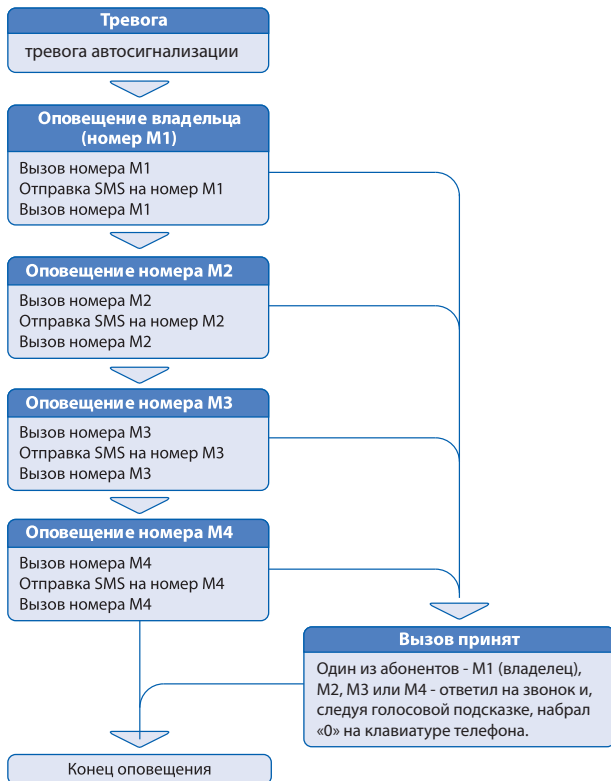 Тревога
тревога автосигнализации
Оповещение владельца
(номер М1)
Вызов номера М1
Отправка SMS на номер М1
Вызов номера М1
Оповещение номера М2
Вызов номера М2
Отправка SMS на номер М2
Вызов номера М2
Оповещение номера М3
Вызов номера М3
Отправка SMS на номер М3
Вызов номера М3
Оповещение номера М4
Вызов номера М4
Отправка SMS на номер М4
Вызов номера М4
Вызов принят
Один из абонентов - М1 (владелец),
М2, М3 или М4 - ответил на звонок и,
следуя голосовой подсказке, набрал
«0» на клавиатуре телефона.
Конец оповещения